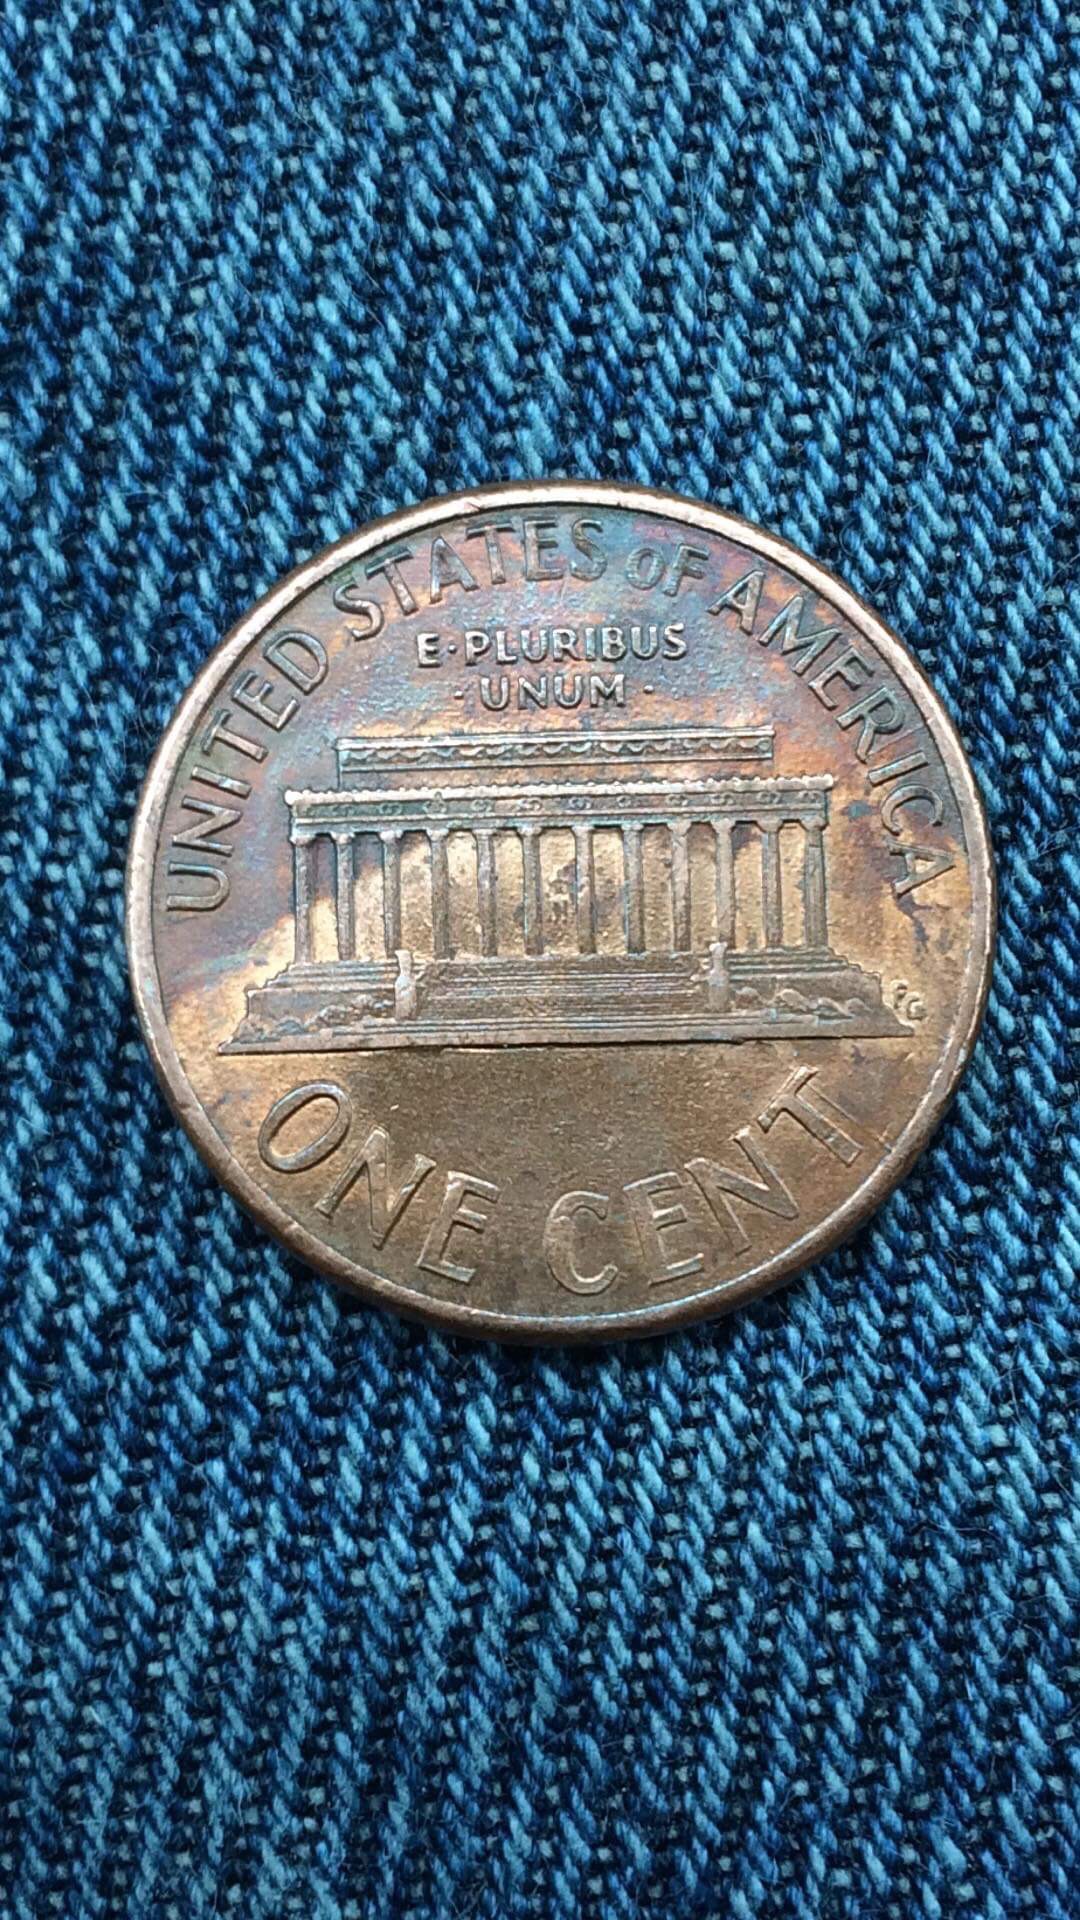 UNITED STATES OF AMERICA
E·PLURIBUS
·UNUM·
FG
ONE CENT